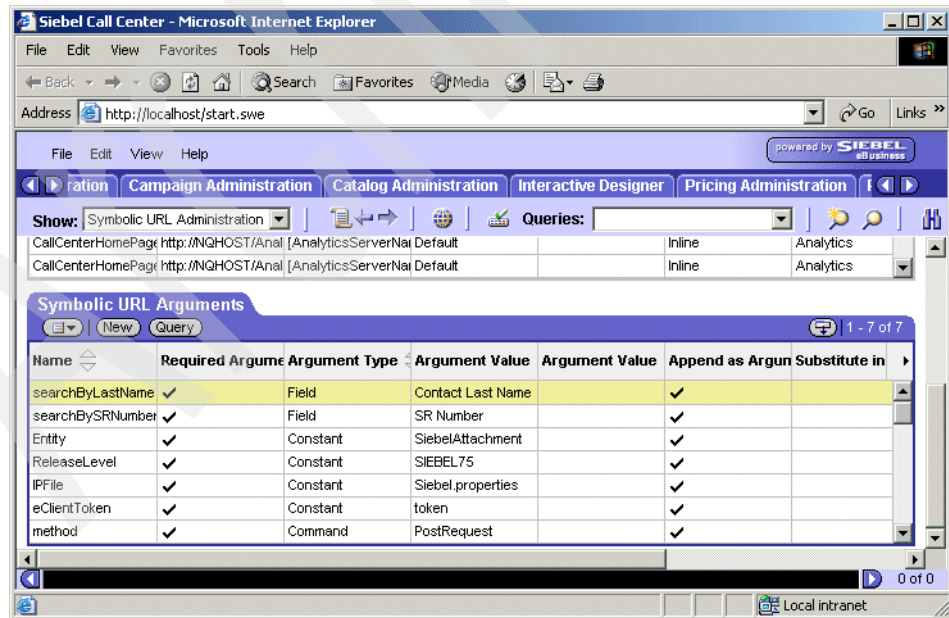 Siebel Call Center - Microsoft Internet Explorer
File Edit View Favorites Tools Help
Back Search Favorites Media
Address http://localhost/start.swe Go Links »
File Edit View Help powered by SIEBEL eBusiness
ration Campaign Administration Catalog Administration Interactive Designer Pricing Administration
Show: Symbolic URL Administration Queries:
CallCenterHomePage http://NQHOST/Anal [AnalyticsServerNa Default Inline Analytics
CallCenterHomePage http://NQHOST/Anal [AnalyticsServerNa Default Inline Analytics
Symbolic URL Arguments
New Query 1 - 7 of 7
Name Required Argume Argument Type Argument Value Argument Value Append as Argun Substitute in
searchByLastName Field Contact Last Name
searchBySRNumber Field SR Number
Entity Constant SiebelAttachment
ReleaseLevel Constant SIEBEL75
IPFile Constant Siebel.properties
eClientToken Constant token
method Command PostRequest
0 of 0
Local intranet